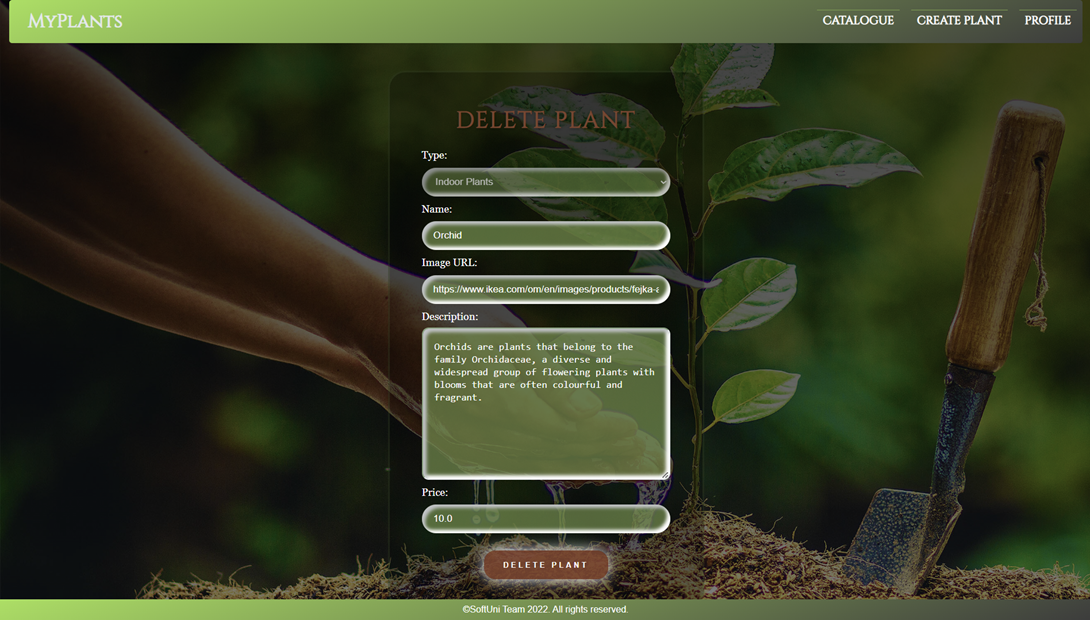 MyPlants
CATALOGUE
CREATE PLANT
PROFILE
DELETE PLANT
Type:
Indoor Plants
Name:
Orchid
Image URL:
https://www.ikea.com/om/en/images/products/fejka-a
Description:
Orchids are plants that belong to the
family Orchidaceae, a diverse and
widespread group of flowering plants with
blooms that are often colourful and
fragrant.
Price:
10.0
DELETE PLANT
©SoftUni Team 2022. All rights reserved.